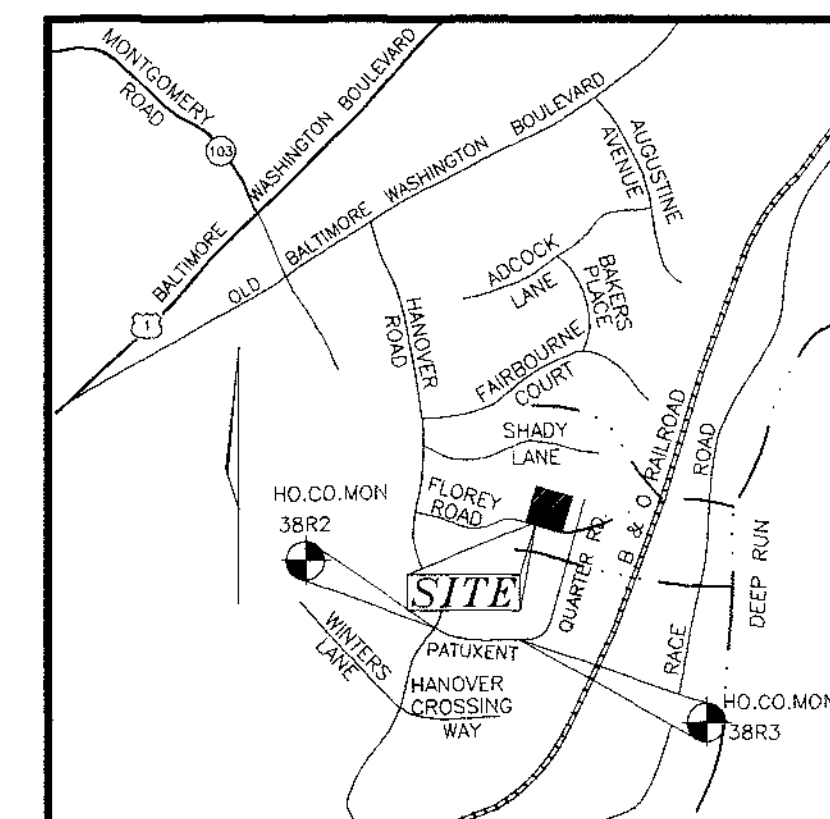 MONTGOMERY
ROAD
103
BALTIMORE WASHINGTON BOULEVARD
1
OLD BALTIMORE WASHINGTON BOULEVARD
AUGUSTINE
AVENUE
ADCOCK
LANE
BAKERS
PLACE
HANOVER
ROAD
FAIRBOURNE
COURT
SHADY
LANE
FLOREY
ROAD
HO.CO.MON
38R2
SITE
QUARTER RD.
B & O RAILROAD
RACE ROAD
DEEP RUN
WINTERS
LANE
PATUXENT
HANOVER
CROSSING
WAY
HO.CO.MON
38R3